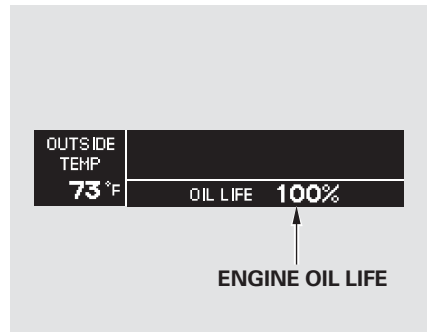 OUTSIDE
TEMP
73°F
OIL LIFE 100%
ENGINE OIL LIFE